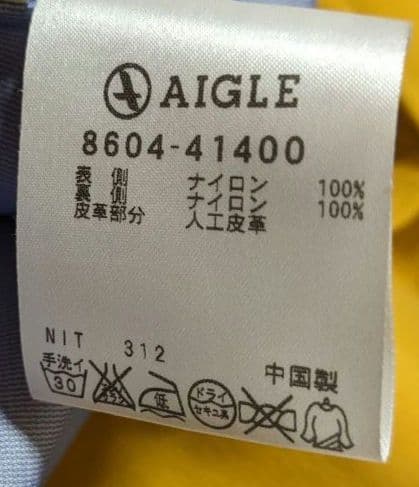 AIGLE
8604-41400
表側 ナイロン 100%
裏側 ナイロン 100%
皮革部分 人工皮革
NIT 312
中国製
手洗イ
30
低
ドライ
セキユ系